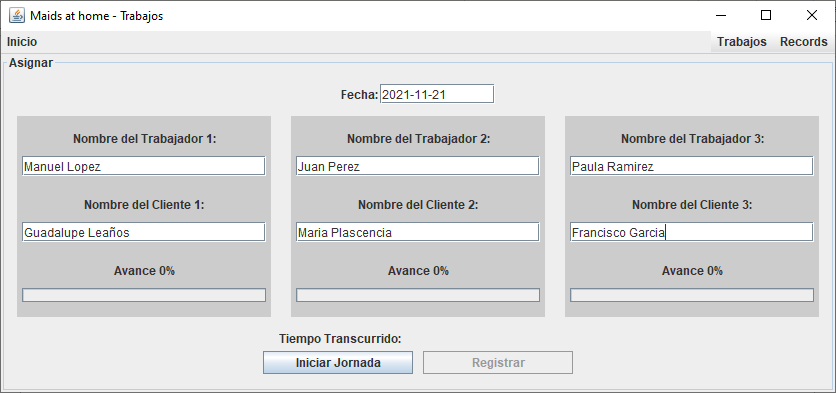 Maids at home - Trabajos
Inicio Trabajos Records
Asignar
Fecha: 2021-11-21
Nombre del Trabajador 1: Nombre del Trabajador 2: Nombre del Trabajador 3:
Manuel Lopez Juan Perez Paula Ramirez
Nombre del Cliente 1: Nombre del Cliente 2: Nombre del Cliente 3:
Guadalupe Leaños Maria Plascencia Francisco Garcia
Avance 0% Avance 0% Avance 0%
Tiempo Transcurrido:
Iniciar Jornada Registrar